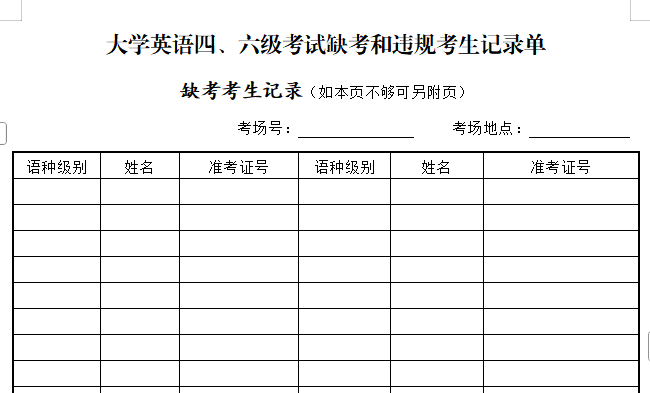 大学英语四、六级考试缺考和违规考生记录单
缺考考生记录（如本页不够可另附页）
考场号：____________ 考场地点：____________
语种级别 姓名 准考证号 语种级别 姓名 准考证号